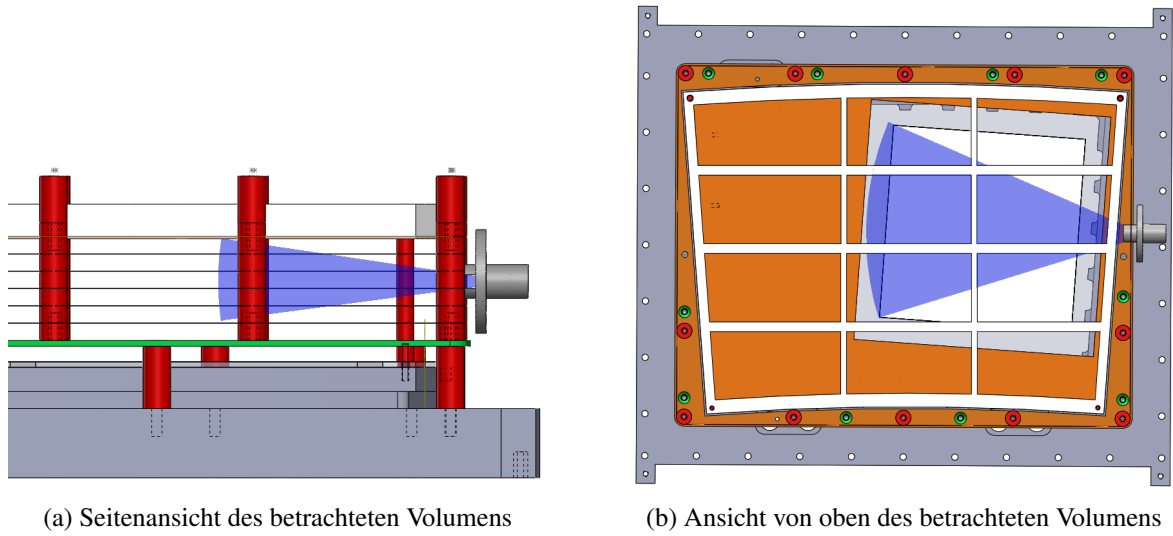 (a) Seitenansicht des betrachteten Volumens
(b) Ansicht von oben des betrachteten Volumens